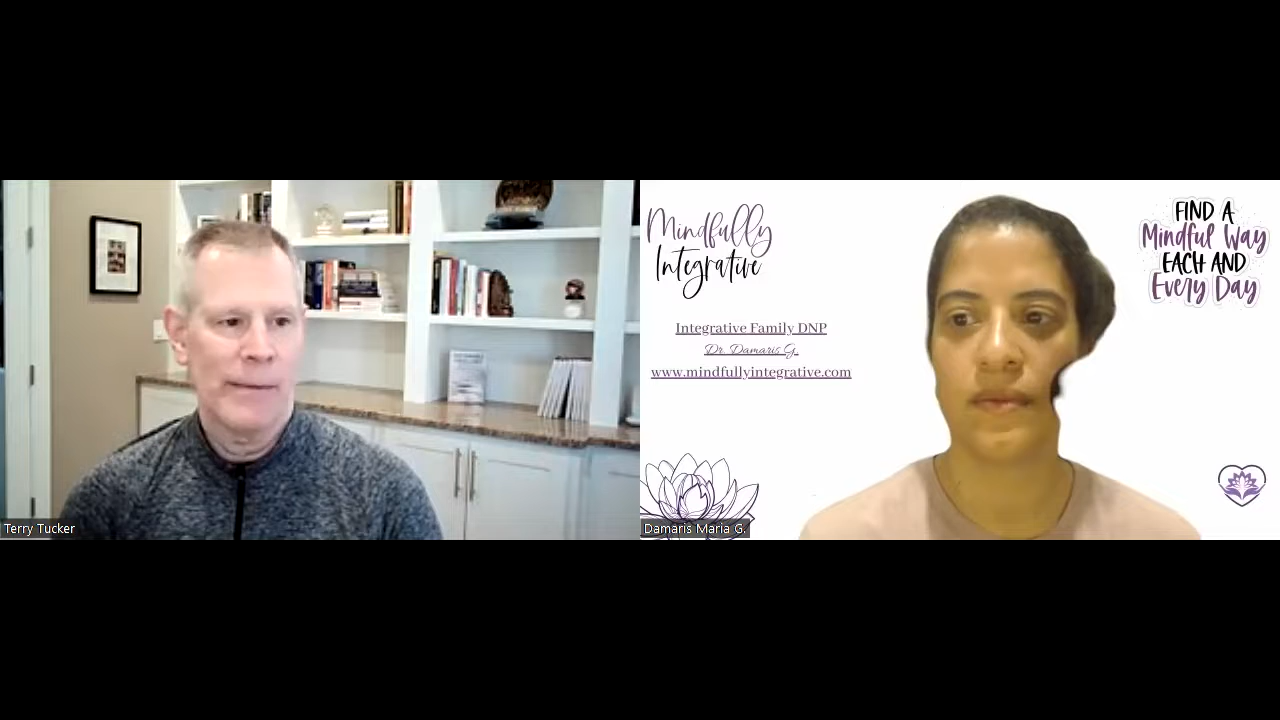 Terry Tucker
Mindfully
Integrative
Integrative Family DNP
Dr. Damaris G.
www.mindfullyintegrative.com
FIND A
Mindful Way
EACH AND
Every Day
Damaris Maria G.